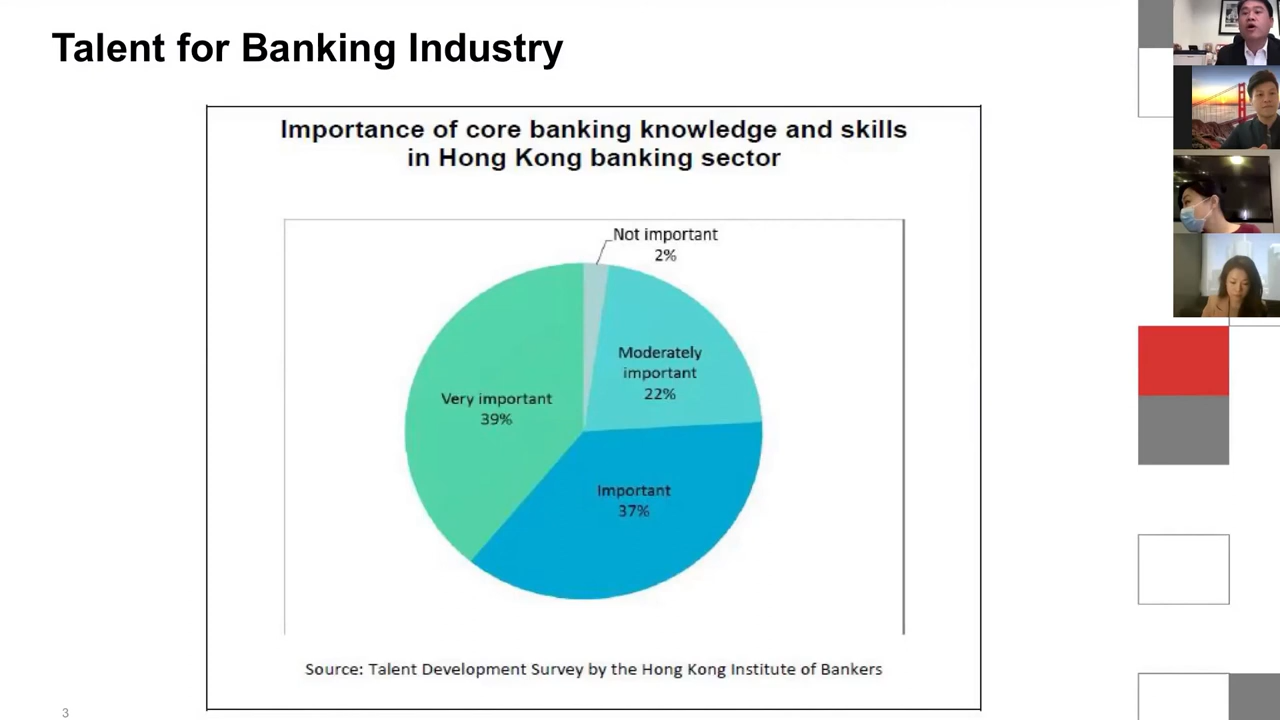 Talent for Banking Industry
Importance of core banking knowledge and skills
in Hong Kong banking sector
Not important
2%
Moderately
important
22%
Very important
39%
Important
37%
Source: Talent Development Survey by the Hong Kong Institute of Bankers
3